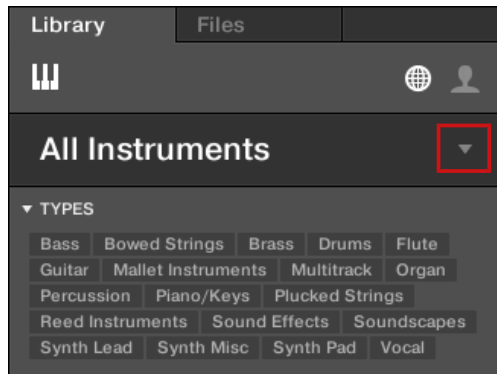 Library Files
All Instruments
TYPES
Bass Bowed Strings Brass Drums Flute
Guitar Mallet Instruments Multitrack Organ
Percussion Piano/Keys Plucked Strings
Reed Instruments Sound Effects Soundscapes
Synth Lead Synth Misc Synth Pad Vocal